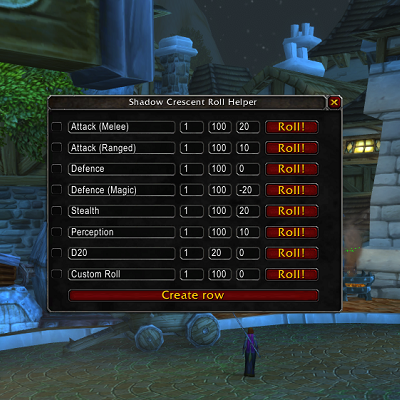 Shadow Crescent Roll Helper
Attack (Melee) 1 100 20 Roll!
Attack (Ranged) 1 100 10 Roll!
Defence 1 100 0 Roll!
Defence (Magic) 1 100 -20 Roll!
Stealth 1 100 20 Roll!
Perception 1 100 10 Roll!
D20 1 20 0 Roll!
Custom Roll 1 100 0 Roll!
Create row